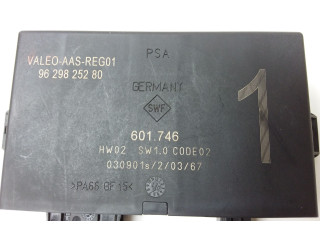 VALEO-AAS-REG01
96 298 252 80
PSA
GERMANY
SWF
601.746
HW02 SW1.0 CODE02
030901s/2/03/67
>PA66 GF15<
1